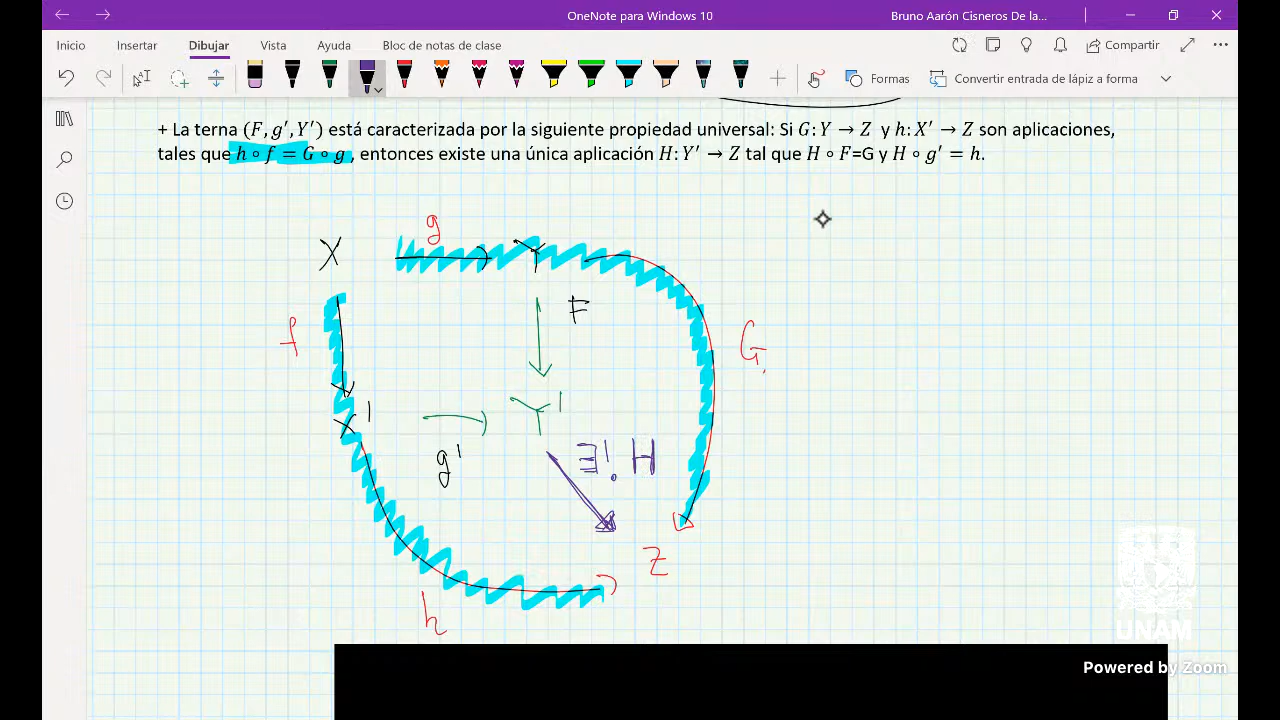 OneNote para Windows 10
Bruno Aarón Cisneros De la...
Inicio
Insertar
Dibujar
Vista
Ayuda
Bloc de notas de clase
Compartir
Formas
Convertir entrada de lápiz a forma
+ La terna (F, g', Y') está caracterizada por la siguiente propiedad universal: Si G: Y → Z y h: X' → Z son aplicaciones,
tales que h ∘ f = G ∘ g, entonces existe una única aplicación H: Y' → Z tal que H ∘ F=G y H ∘ g' = h.
g
X
Y
f
F
G
X'
Y'
g'
∃! H
Z
h
UNAM
Powered by Zoom